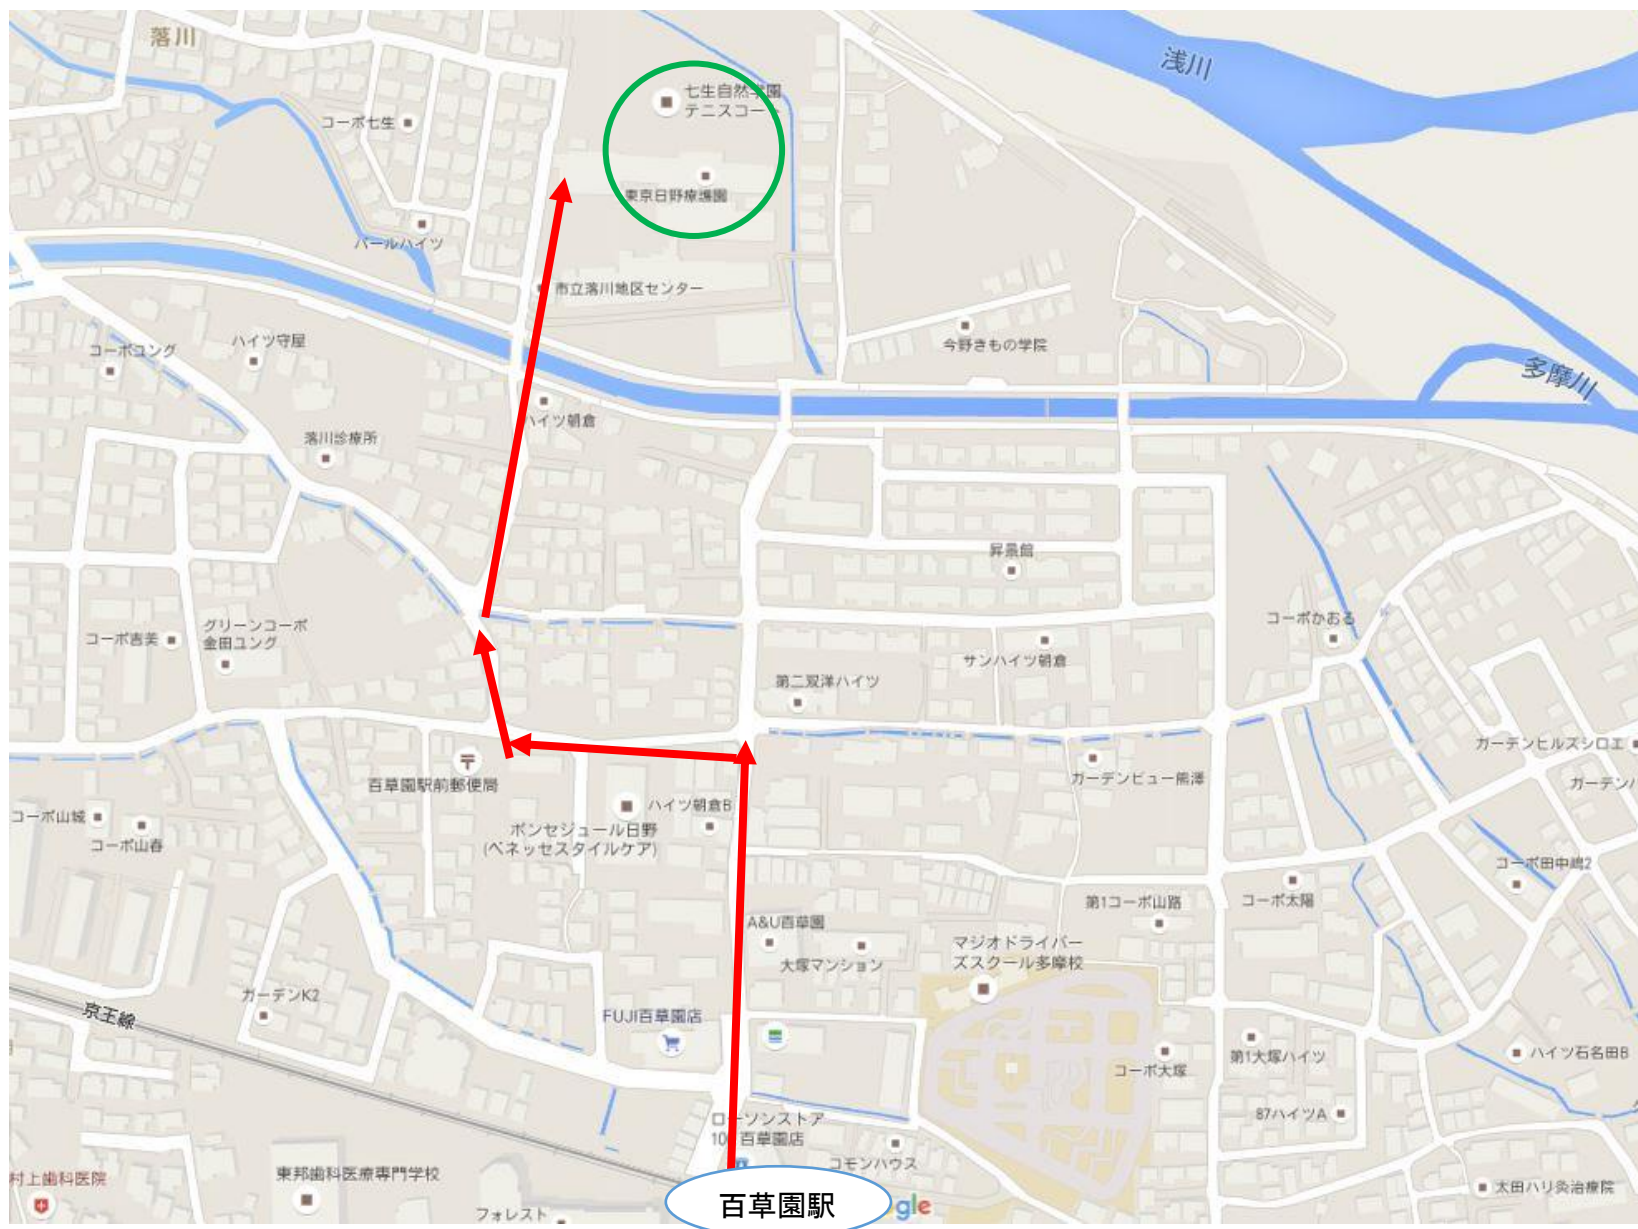 落川
浅川
七生自然学園
テニスコート
コーポ七生
東京日野療護園
パールハイツ
市立落川地区センター
ハイツ守屋
コーポコング
今野きもの学院
多摩川
ハイツ朝倉
落川診療所
昇景館
グリーンコーポ
金田ユング
コーポ吉美
コーポかおる
サンハイツ朝倉
第二双洋ハイツ
ガーデンヒルズシロエ
百草園駅前郵便局
ガーデンビュー熊澤
ハイツ朝倉B
コーポ山城
コーポ山春
ボンセジュール日野
(ベネッセスタイルケア)
コーポ田中嶋2
第1コーポ山路
コーポ太陽
A&U百草園
大塚マンション
マジオドライバー
ズスクール多摩校
ガーデンK2
京王線
FUJI百草園店
第1大塚ハイツ
ハイツ石名田B
コーポ大塚
87ハイツA
ローソンストア
100 百草園店
コモンハウス
村上歯科医院
東邦歯科医療専門学校
太田ハリ灸治療院
フォレスト
百草園駅
gle